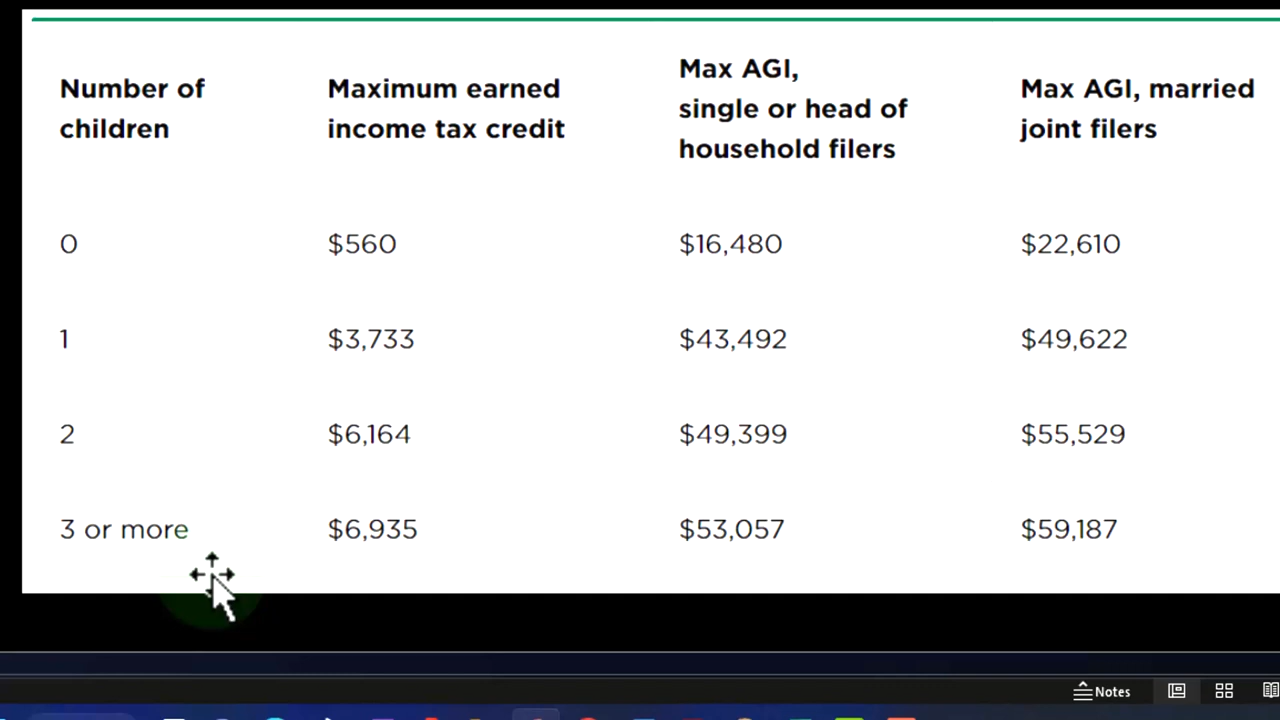 Number of children
Maximum earned income tax credit
Max AGI, single or head of household filers
Max AGI, married joint filers
0 $560 $16,480 $22,610
1 $3,733 $43,492 $49,622
2 $6,164 $49,399 $55,529
3 or more $6,935 $53,057 $59,187
Notes